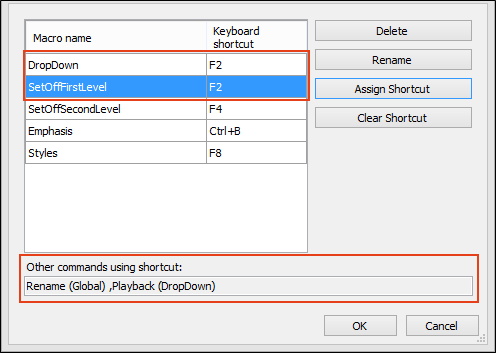 Macro name
Keyboard
shortcut
DropDown F2
SetOffFirstLevel F2
SetOffSecondLevel F4
Emphasis Ctrl+B
Styles F8
Delete
Rename
Assign Shortcut
Clear Shortcut
Other commands using shortcut:
Rename (Global) ,Playback (DropDown)
OK Cancel